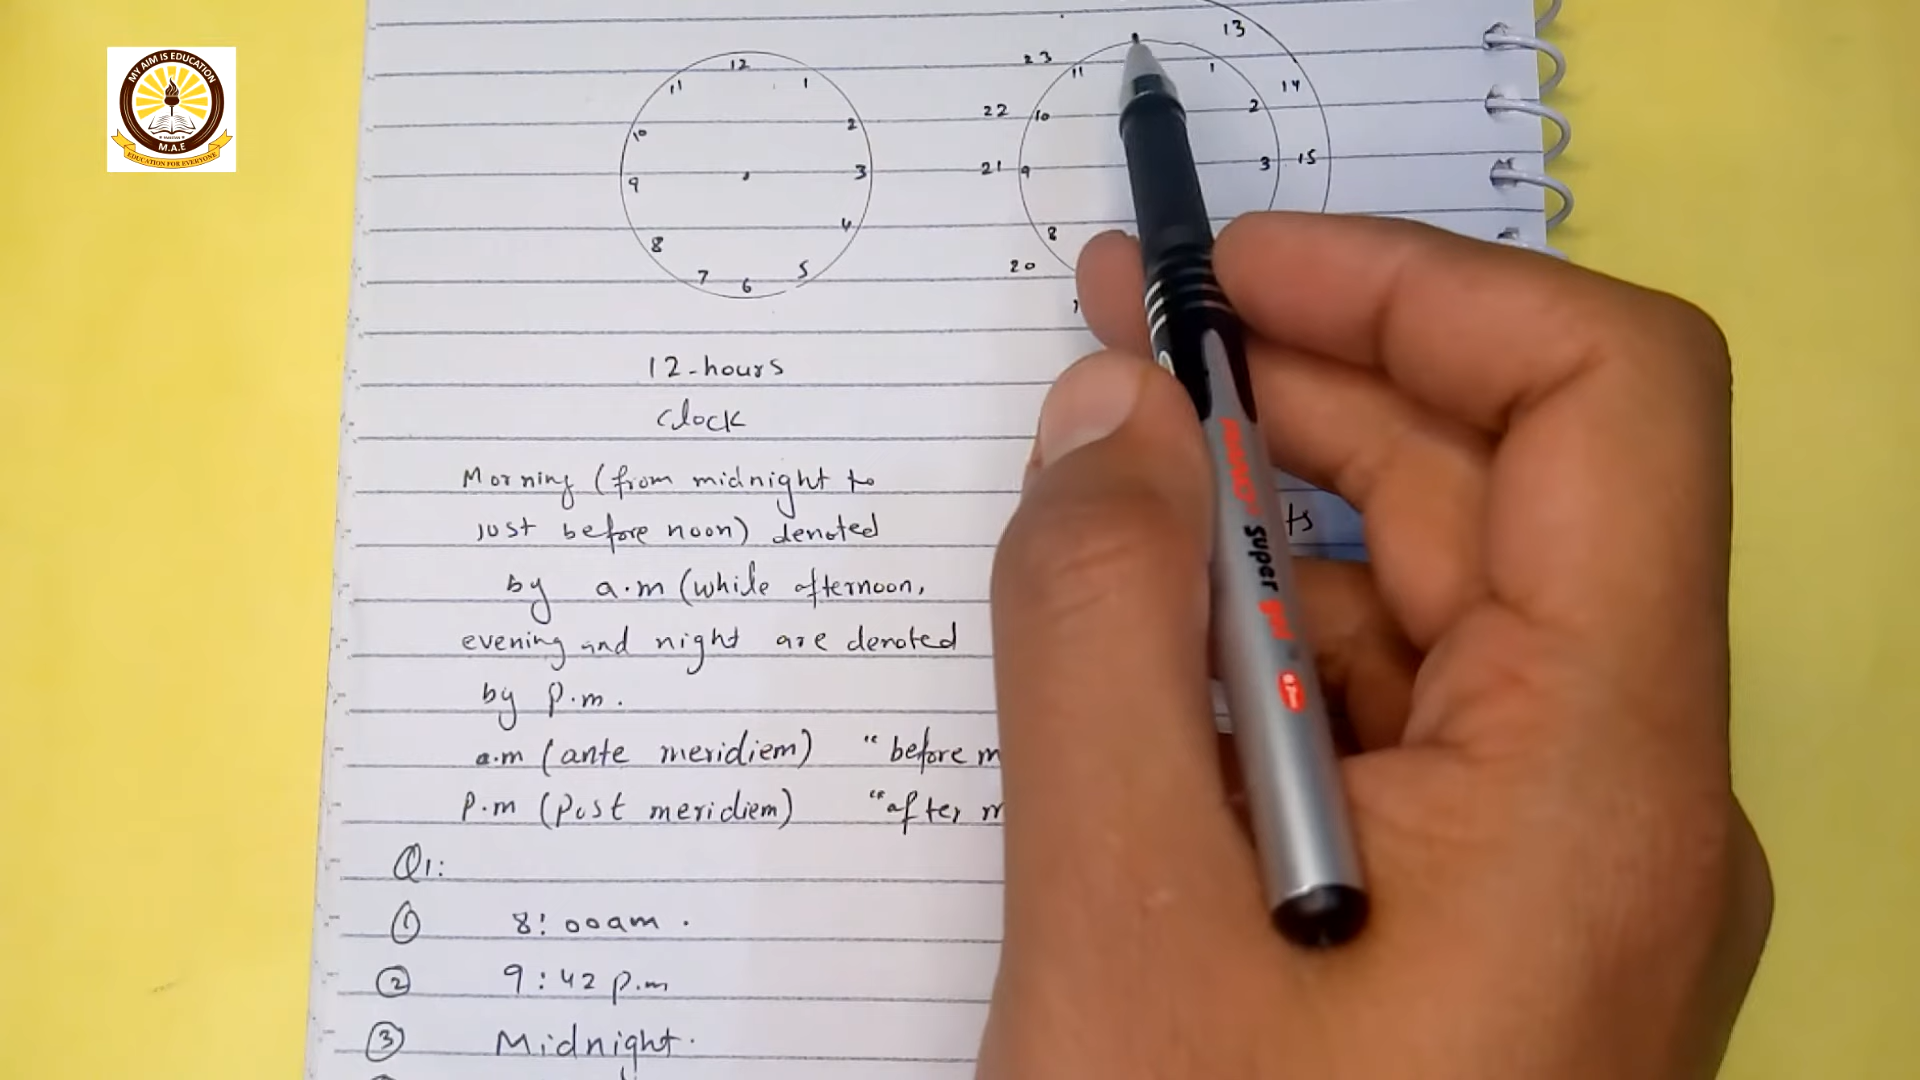 MY AIM IS EDUCATION
M.A.E
EDUCATION FOR EVERYONE
12
11
1
10
2
9
3
8
4
7
6
5
13
23
11
1
14
22
10
2
21
9
3
15
8
20
12-hours
clock
Morning (from midnight to
just before noon) denoted
by a.m (while afternoon,
evening and night are denoted
by p.m.
a.m (ante meridiem) "before m
P.m (post meridiem) "after m
ts
Super Gel
Q1:
① 8:00am.
② 9:42 p.m
③ Midnight.